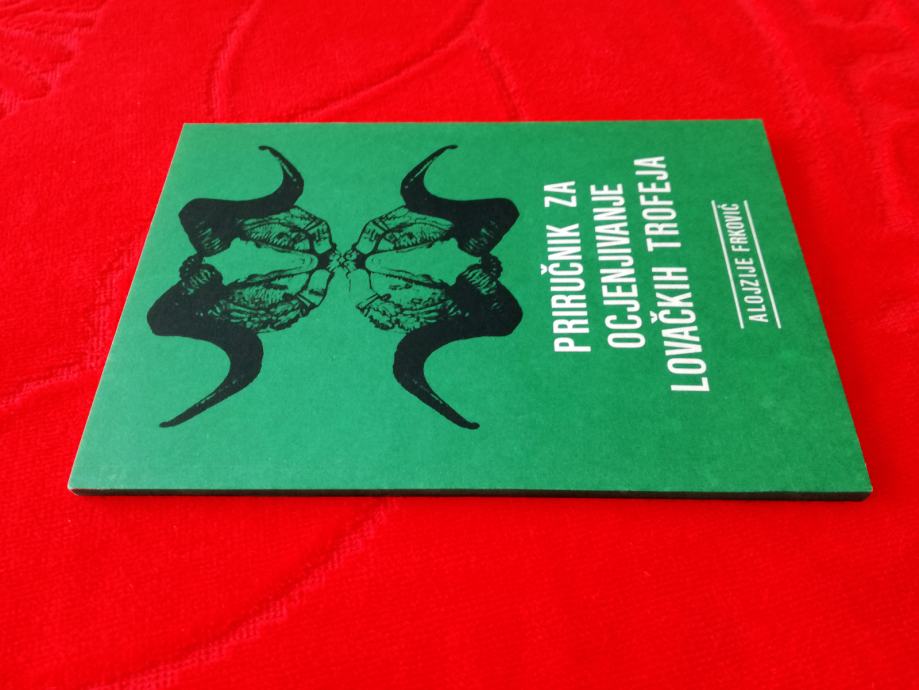 PRIRUČNIK ZA
OCJENJIVANJE
LOVAČKIH TROFEJA
ALOJZIJE FRKOVIĆ